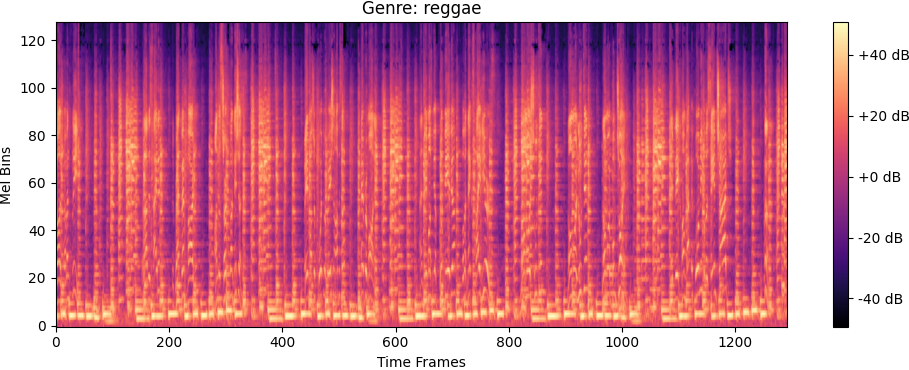 Genre: reggae
120
100
80
60
40
20
0
Mel Bins
0 200 400 600 800 1000 1200
Time Frames
+40 dB
+20 dB
+0 dB
-20 dB
-40 dB